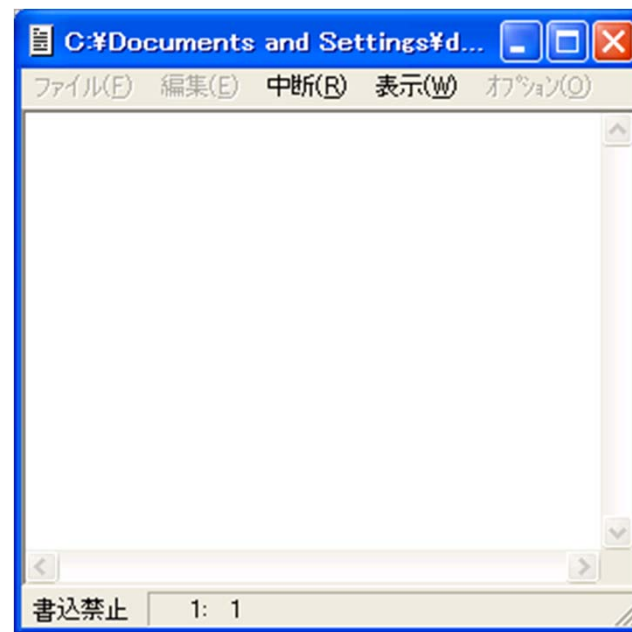 C:¥Documents and Settings¥d...
ファイル(F) 編集(E) 中断(R) 表示(W) オプション(O)
書込禁止 1: 1